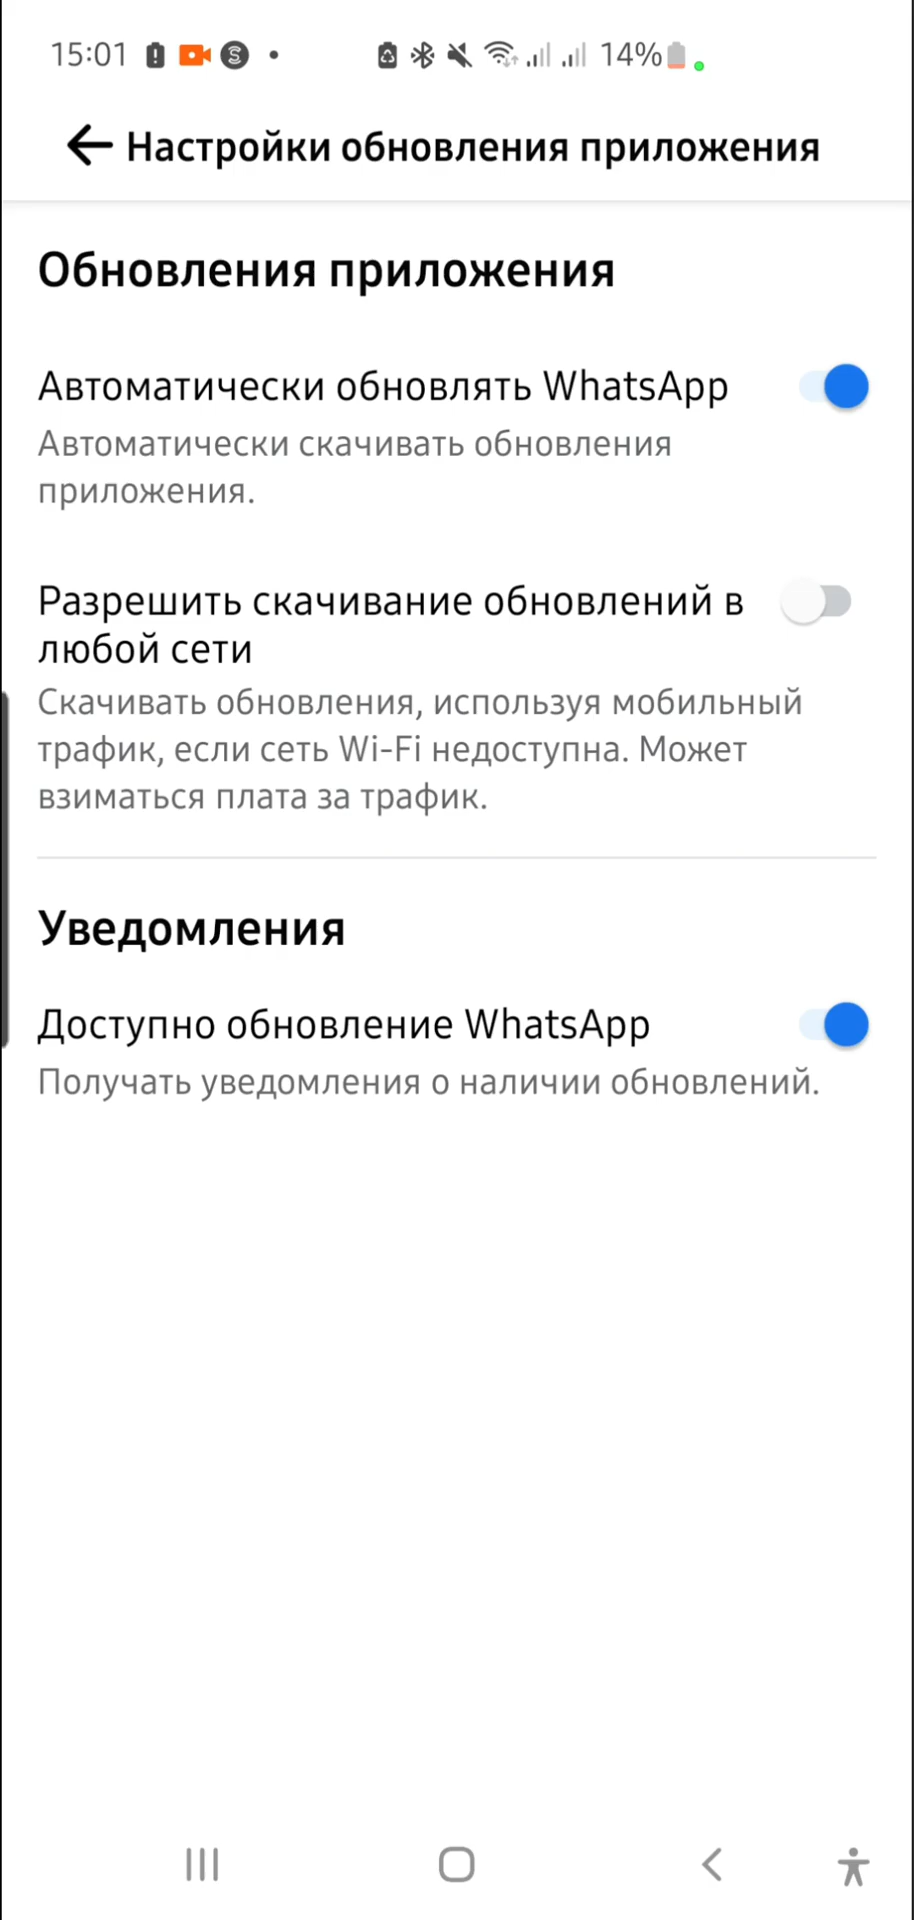 15:01
14%
Настройки обновления приложения
Обновления приложения
Автоматически обновлять WhatsApp
Автоматически скачивать обновления
приложения.
Разрешить скачивание обновлений в
любой сети
Скачивать обновления, используя мобильный
трафик, если сеть Wi-Fi недоступна. Может
взиматься плата за трафик.
Уведомления
Доступно обновление WhatsApp
Получать уведомления о наличии обновлений.